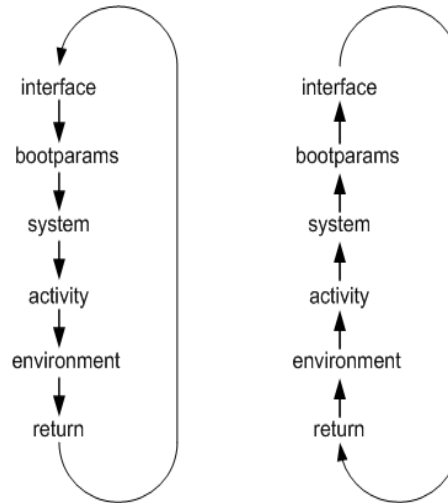 interface
bootparams
system
activity
environment
return
interface
bootparams
system
activity
environment
return